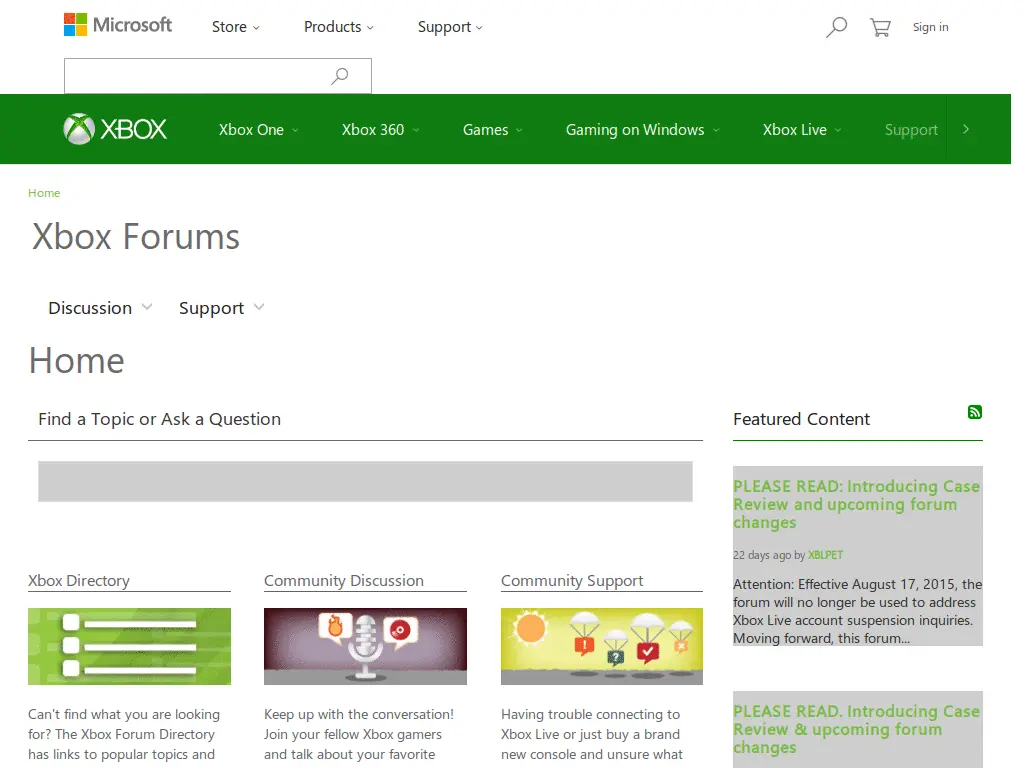 Microsoft Store Products Support Sign in
XBOX Xbox One Xbox 360 Games Gaming on Windows Xbox Live Support
Home
Xbox Forums
Discussion Support
Home
Find a Topic or Ask a Question
Xbox Directory
Can't find what you are looking
for? The Xbox Forum Directory
has links to popular topics and
Community Discussion
Keep up with the conversation!
Join your fellow Xbox gamers
and talk about your favorite
Community Support
Having trouble connecting to
Xbox Live or just buy a brand
new console and unsure what
Featured Content
PLEASE READ: Introducing Case
Review and upcoming forum
changes
22 days ago by XBLPET
Attention: Effective August 17, 2015, the
forum will no longer be used to address
Xbox Live account suspension inquiries.
Moving forward, this forum...
PLEASE READ. Introducing Case
Review & upcoming forum
changes